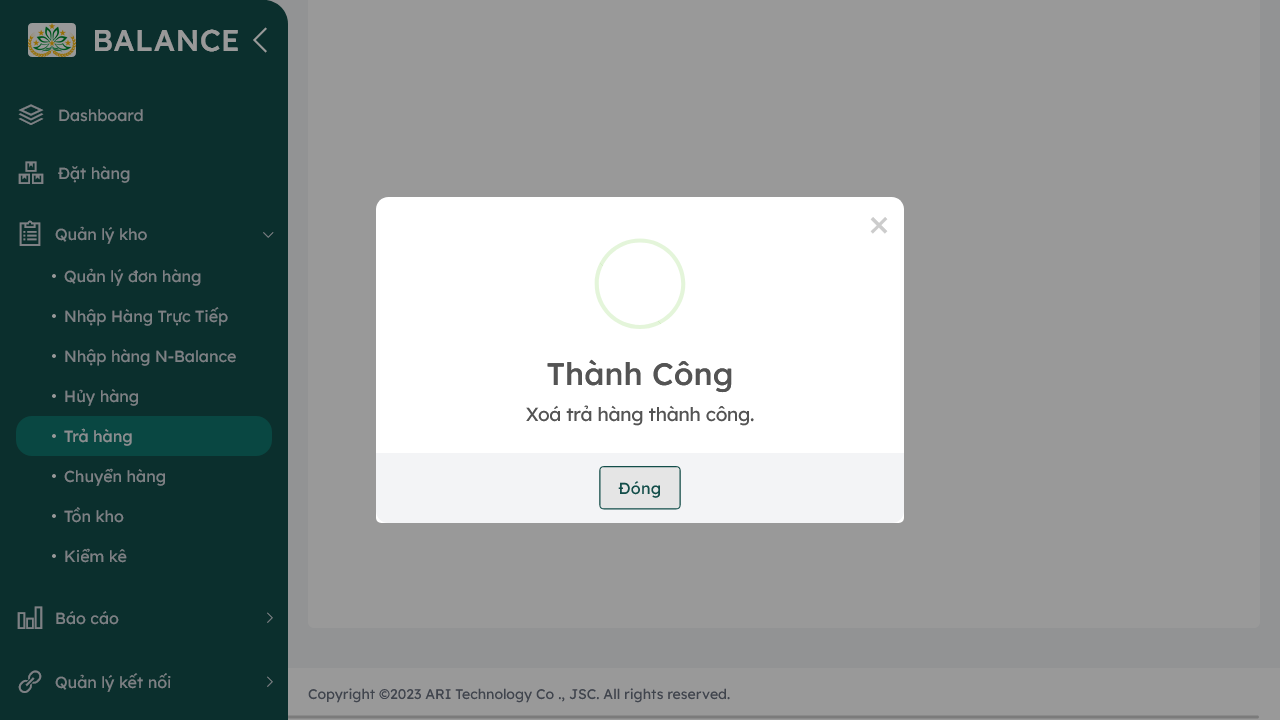 BALANCE
Dashboard
Đặt hàng
Quản lý kho
Quản lý đơn hàng
Nhập Hàng Trực Tiếp
Nhập hàng N-Balance
Hủy hàng
Trả hàng
Chuyển hàng
Tồn kho
Kiểm kê
Báo cáo
Quản lý kết nối
×
Thành Công
Xoá trả hàng thành công.
Đóng
Copyright ©2023 ARI Technology Co ., JSC. All rights reserved.